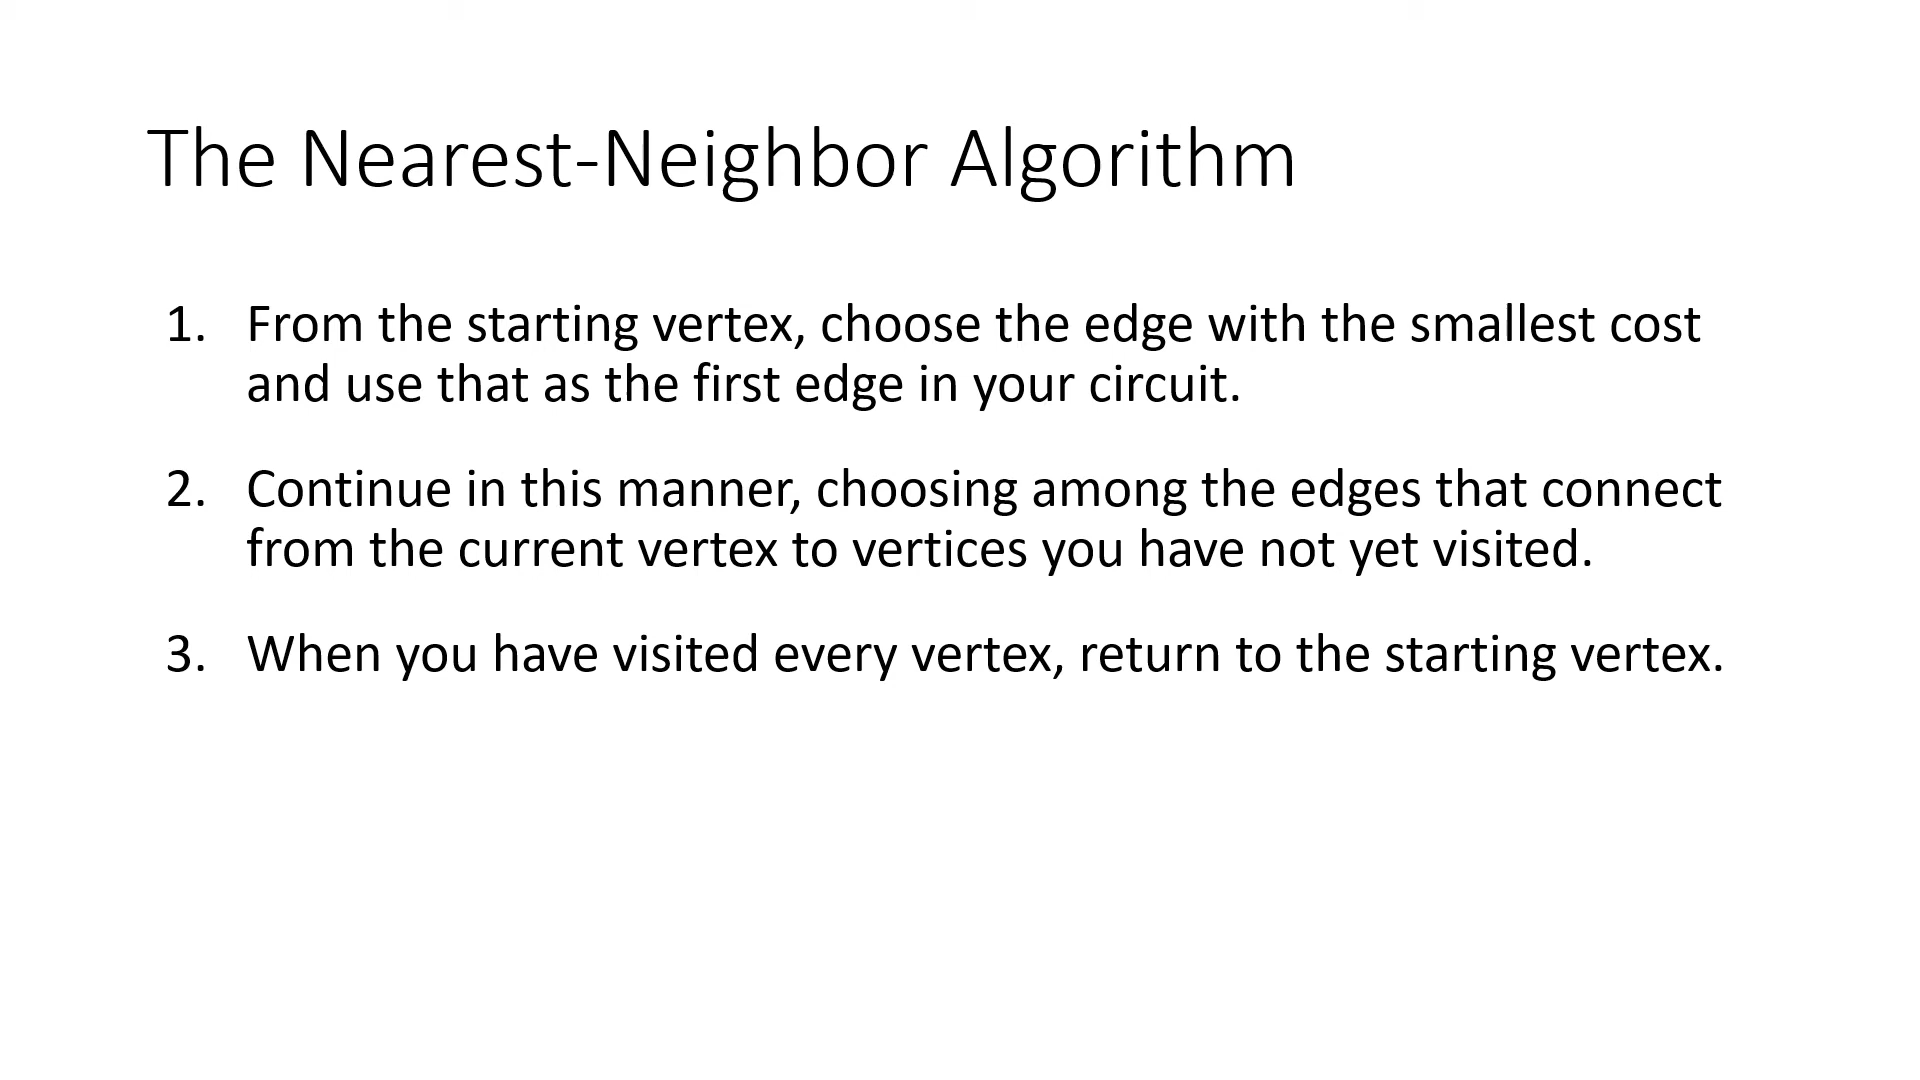 The Nearest-Neighbor Algorithm
1. From the starting vertex, choose the edge with the smallest cost
and use that as the first edge in your circuit.
2. Continue in this manner, choosing among the edges that connect
from the current vertex to vertices you have not yet visited.
3. When you have visited every vertex, return to the starting vertex.